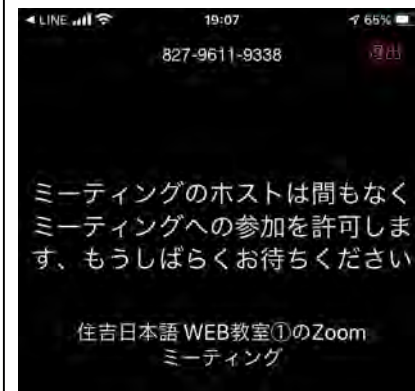 ◀LINE 19:07 65%
827-9611-9338 退出
ミーティングのホストは間もなく
ミーティングへの参加を許可しま
す、もうしばらくお待ちください
住吉日本語 WEB教室①のZoom
ミーティング